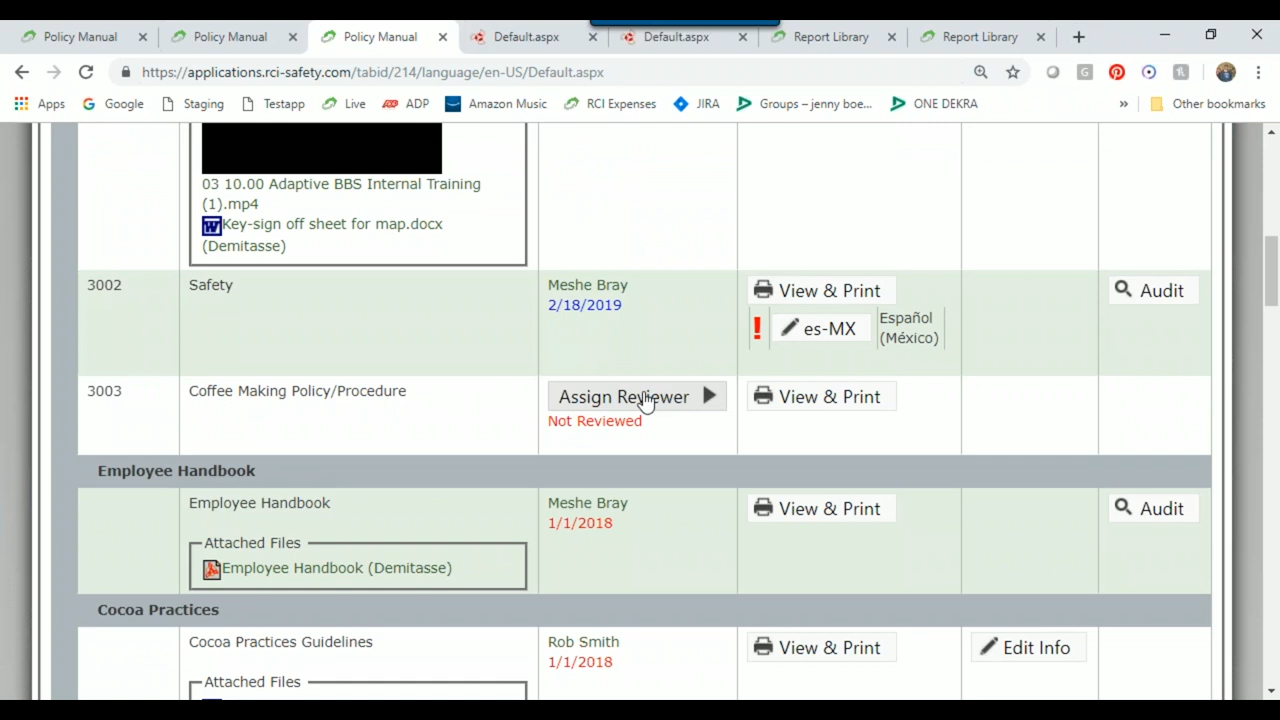 Policy Manual
Policy Manual
Policy Manual
Default.aspx
Default.aspx
Report Library
Report Library
https://applications.rci-safety.com/tabid/214/language/en-US/Default.aspx
Apps
Google
Staging
Testapp
Live
ADP
Amazon Music
RCI Expenses
JIRA
Groups – jenny boe...
ONE DEKRA
»
Other bookmarks
03 10.00 Adaptive BBS Internal Training
(1).mp4
Key-sign off sheet for map.docx
(Demitasse)
3002
Safety
Meshe Bray
2/18/2019
View & Print
! es-MX
Español
(México)
Audit
3003
Coffee Making Policy/Procedure
Assign Reviewer
Not Reviewed
View & Print
Employee Handbook
Employee Handbook
Meshe Bray
1/1/2018
View & Print
Audit
Attached Files
Employee Handbook (Demitasse)
Cocoa Practices
Cocoa Practices Guidelines
Rob Smith
1/1/2018
View & Print
Edit Info
Attached Files